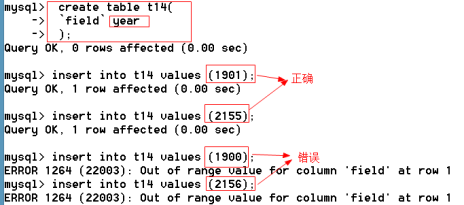 mysql> create table t14(
    -> `field` year
    -> );
Query OK, 0 rows affected (0.00 sec)
mysql> insert into t14 values (1901);
Query OK, 1 row affected (0.00 sec)
正确
mysql> insert into t14 values (2155);
Query OK, 1 row affected (0.00 sec)
mysql> insert into t14 values (1900);
错误
ERROR 1264 (22003): Out of range value for column 'field' at row 1
mysql> insert into t14 values (2156);
ERROR 1264 (22003): Out of range value for column 'field' at row 1